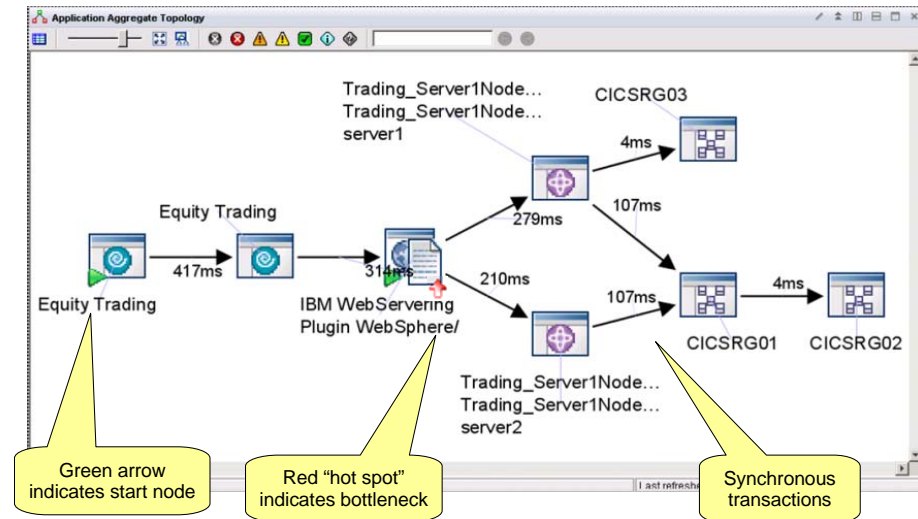 Application Aggregate Topology
Trading_Server1Node...
Trading_Server1Node...
server1
CICSRG03
4ms
Equity Trading
279ms
107ms
417ms
314ms
210ms
4ms
Equity Trading
IBM WebServering
Plugin WebSphere/
107ms
CICSRG01
CICSRG02
Trading_Server1Node...
Trading_Server1Node...
server2
Green arrow
indicates start node
Red “hot spot”
indicates bottleneck
Synchronous
transactions
Last refreshe